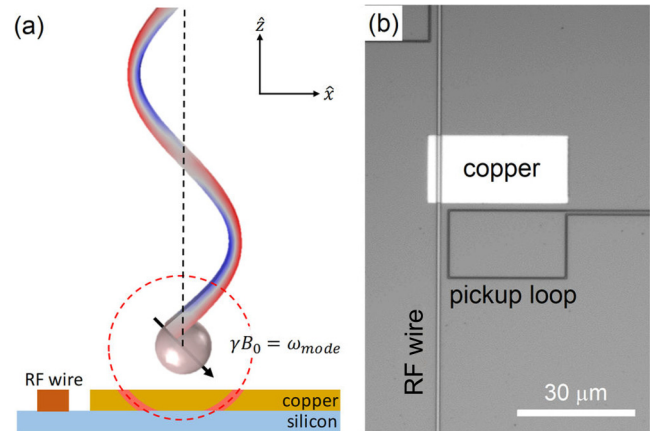 (a)
ẑ
x̂
γB₀ = ω_mode
RF wire
copper
silicon
(b)
copper
pickup loop
RF wire
30 μm